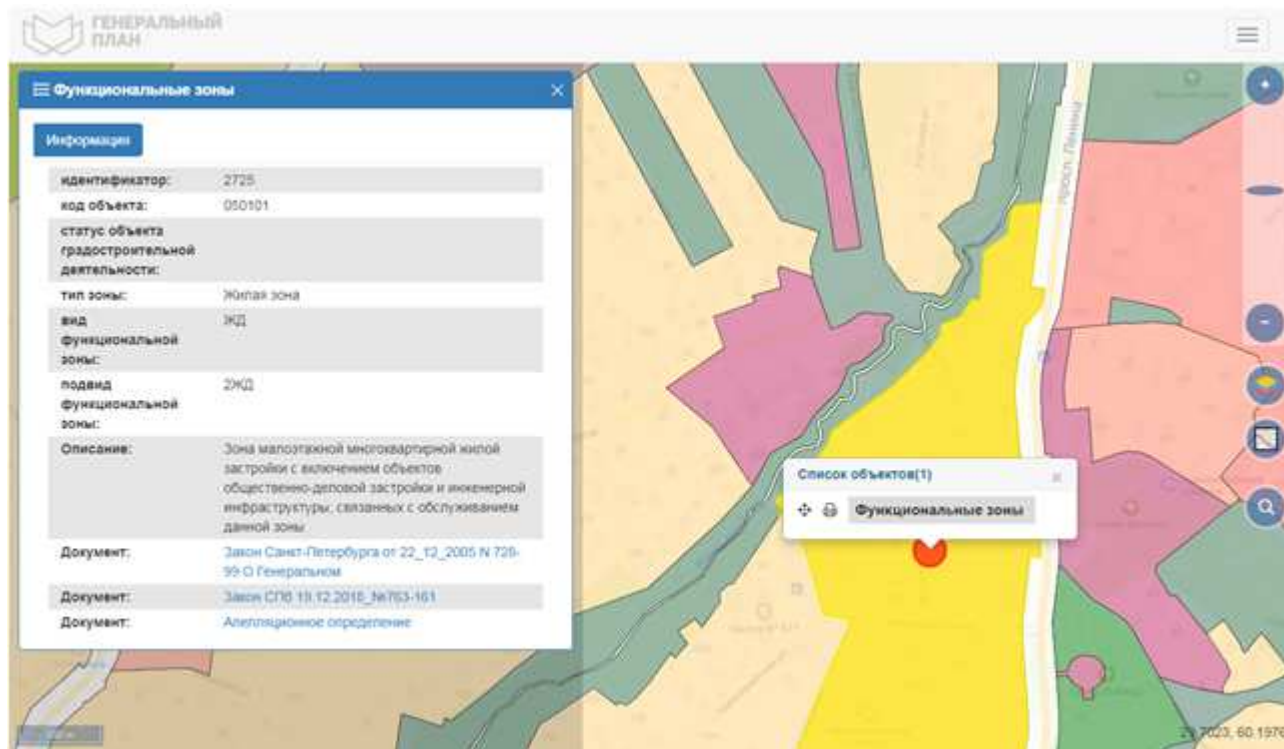 ГЕНЕРАЛЬНЫЙ
ПЛАН
Функциональные зоны
Информация
идентификатор: 2725
код объекта: 050101
статус объекта
градостроительной
деятельности:
тип зоны: Жилая зона
вид ЖД
функциональной
зоны:
подвид 2ЖД
функциональной
зоны:
Описание: Зона малоэтажной многоквартирной жилой
застройки с включением объектов
общественно-деловой застройки и инженерной
инфраструктуры, связанных с обслуживанием
данной зоны
Документ: Закон Санкт-Петербурга от 22_12_2005 N 728-
99 О Генеральном
Документ: Закон СПб 19.12.2018_№763-161
Документ: Апелляционное определение
Просп. Ленина
Список объектов(1)
Функциональные зоны